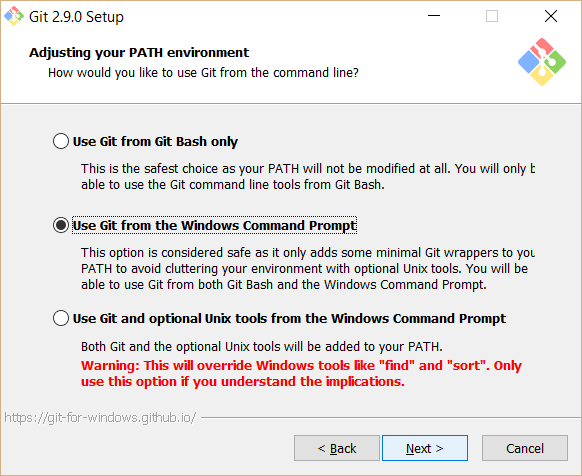 Git 2.9.0 Setup
Adjusting your PATH environment
How would you like to use Git from the command line?
Use Git from Git Bash only
This is the safest choice as your PATH will not be modified at all. You will only
able to use the Git command line tools from Git Bash.
Use Git from the Windows Command Prompt
This option is considered safe as it only adds some minimal Git wrappers to you
PATH to avoid cluttering your environment with optional Unix tools. You will be
able to use Git from both Git Bash and the Windows Command Prompt.
Use Git and optional Unix tools from the Windows Command Prompt
Both Git and the optional Unix tools will be added to your PATH.
Warning: This will override Windows tools like "find" and "sort". Only
use this option if you understand the implications.
https://git-for-windows.github.io/
< Back
Next >
Cancel